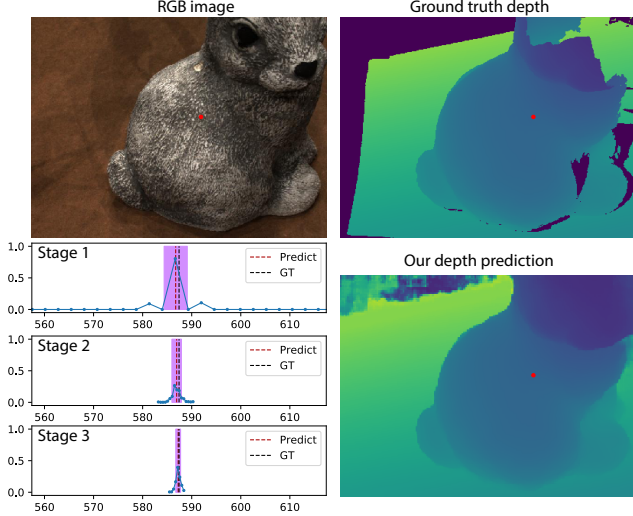 RGB image
Ground truth depth
Stage 1
1.0
0.5
0.0
Predict
GT
560 570 580 590 600 610
Our depth prediction
Stage 2
1.0
0.5
0.0
Predict
GT
560 570 580 590 600 610
Stage 3
1.0
0.5
0.0
Predict
GT
560 570 580 590 600 610